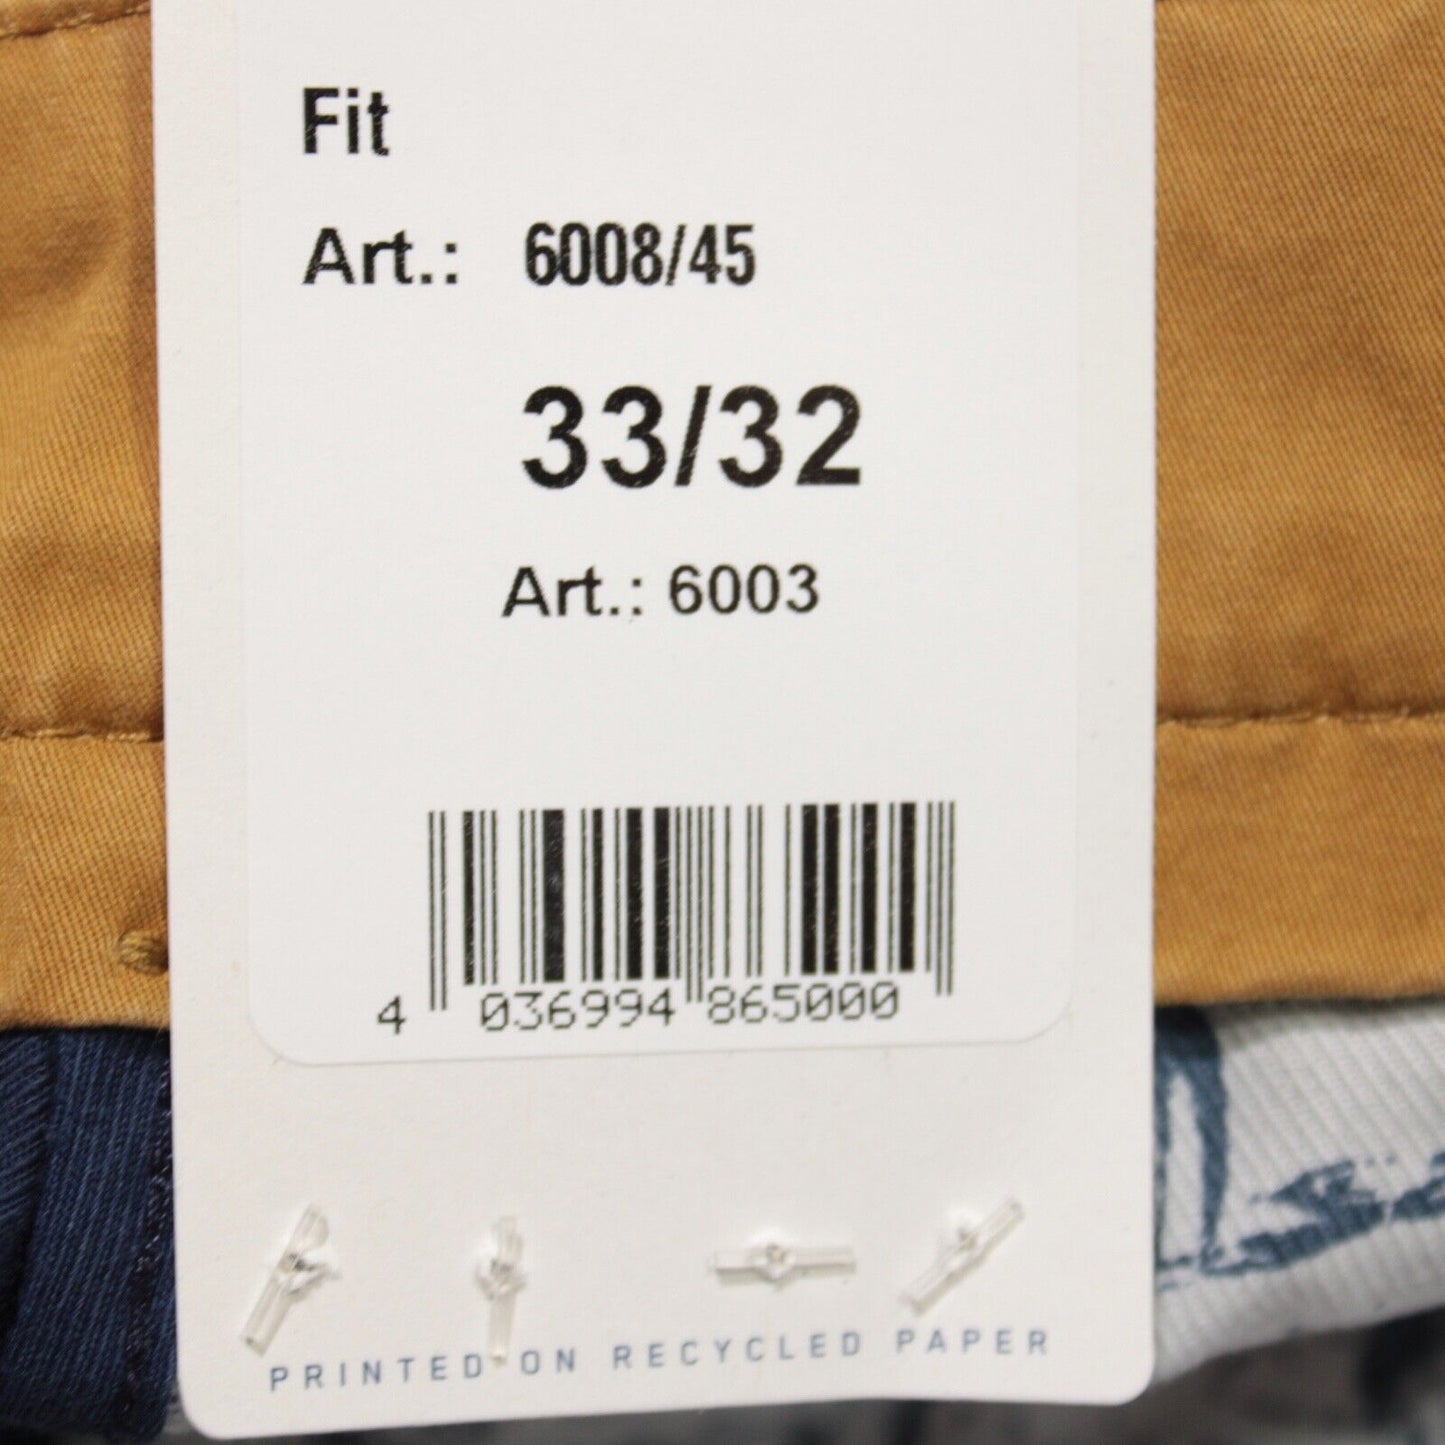 Fit
Art.: 6008/45
33/32
Art.: 6003
4 036994 865000
PRINTED ON RECYCLED PAPER